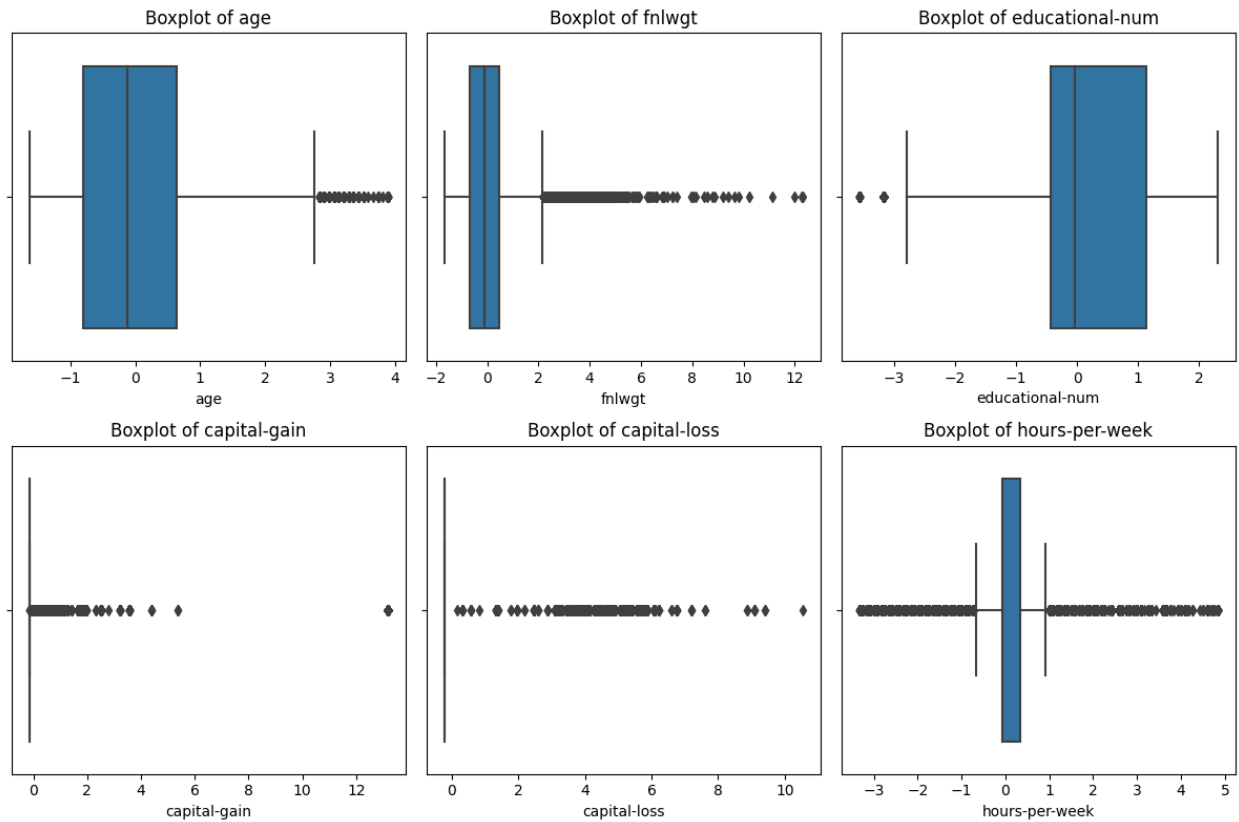 Boxplot of age
−1 0 1 2 3 4
age
Boxplot of fnlwgt
−2 0 2 4 6 8 10 12
fnlwgt
Boxplot of educational-num
−3 −2 −1 0 1 2
educational-num
Boxplot of capital-gain
0 2 4 6 8 10 12
capital-gain
Boxplot of capital-loss
0 2 4 6 8 10
capital-loss
Boxplot of hours-per-week
−3 −2 −1 0 1 2 3 4 5
hours-per-week